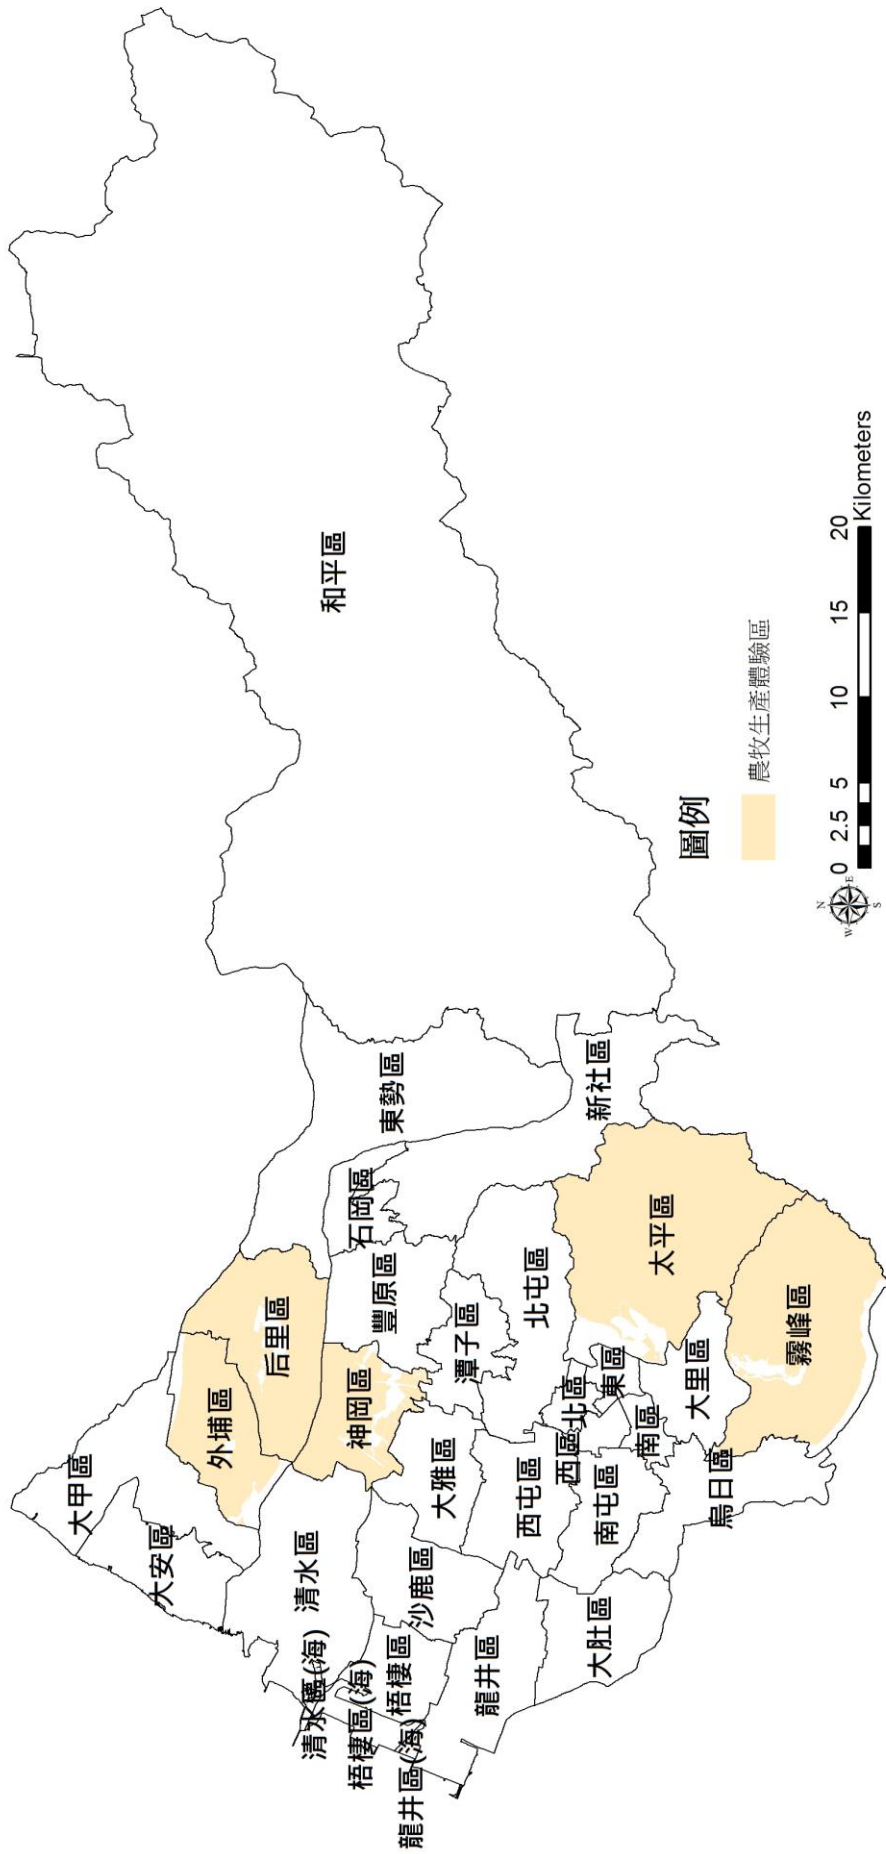 大甲區
大安區
外埔區
后里區
清水區
清水區(海)
神岡區
豐原區
石岡區
東勢區
和平區
梧棲區(海)
梧棲區
沙鹿區
大雅區
潭子區
龍井區(海)
龍井區
西屯區
北屯區
新社區
大肚區
南屯區
西區
北區
東區
南區
太平區
大里區
烏日區
霧峰區
圖例
農牧生產體驗區
N
W
E
S
0 2.5 5 10 15 20
Kilometers